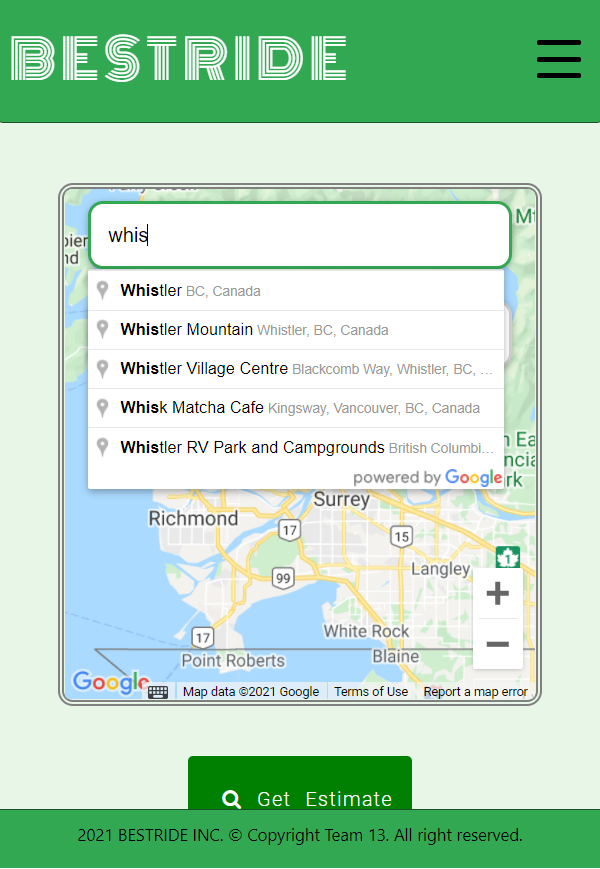 BESTRIDE
whis
Whistler BC, Canada
Whistler Mountain Whistler, BC, Canada
Whistler Village Centre Blackcomb Way, Whistler, BC, ...
Whisk Matcha Cafe Kingsway, Vancouver, BC, Canada
Whistler RV Park and Campgrounds British Columbi...
powered by Google
Surrey
Richmond
17
15
1
Langley
99
White Rock
17
Point Roberts
Blaine
Google
Map data ©2021 Google
Terms of Use
Report a map error
Get Estimate
2021 BESTRIDE INC. © Copyright Team 13. All right reserved.